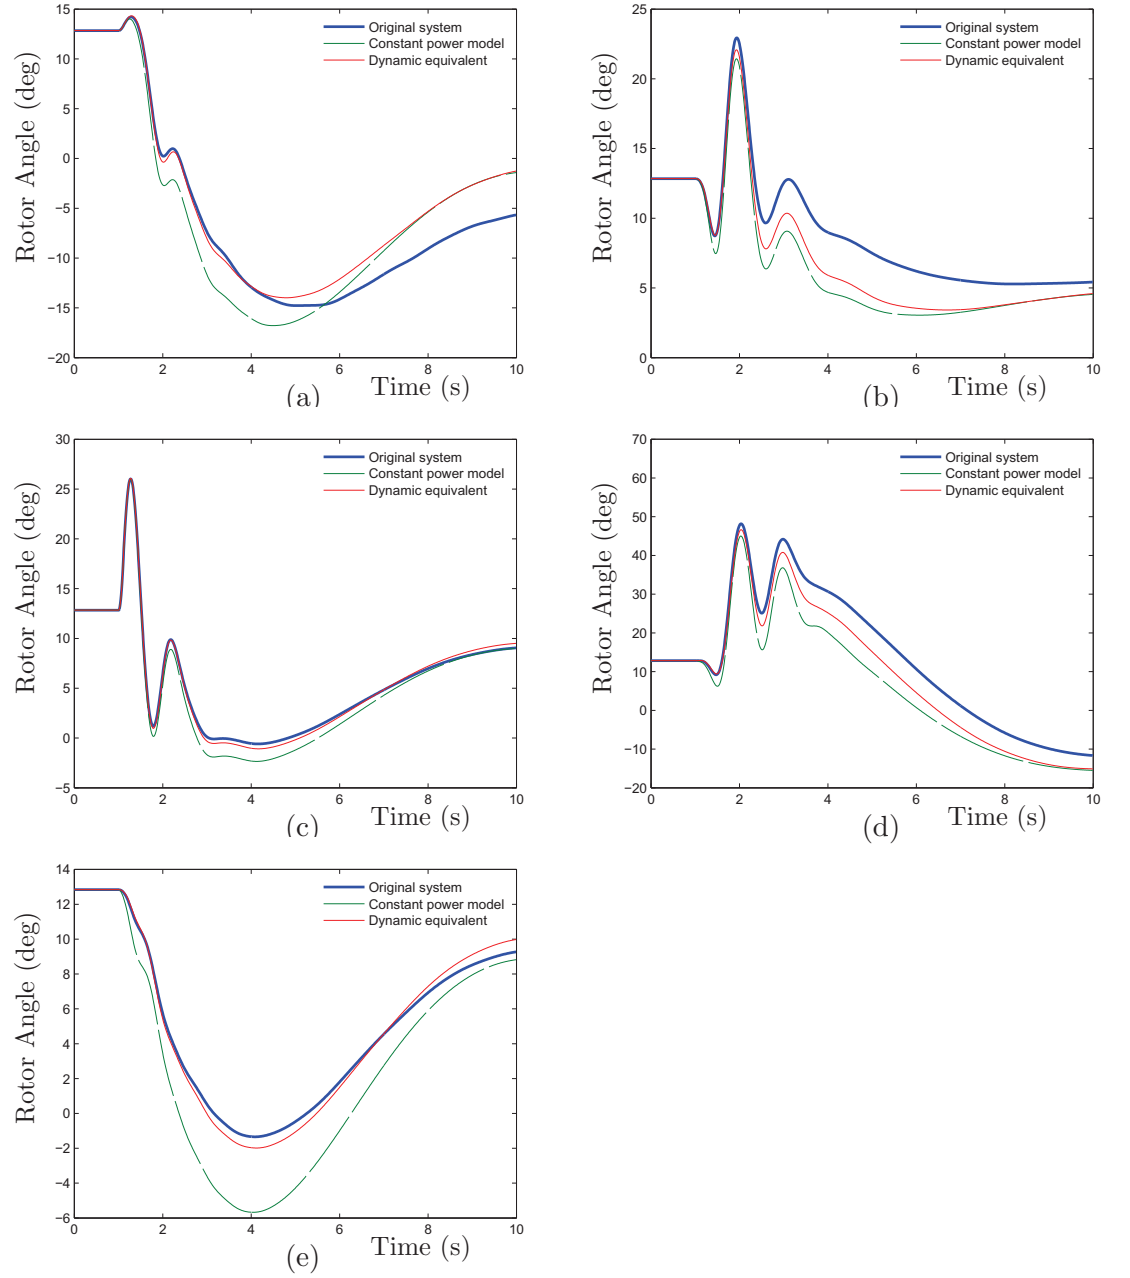 15
10
5
0
−5
−10
−15
−20
0 2 4 6 8 10
Rotor Angle (deg)
Time (s)
Original system
Constant power model
Dynamic equivalent
(a)
25
20
15
10
5
0
0 2 4 6 8 10
Rotor Angle (deg)
Time (s)
Original system
Constant power model
Dynamic equivalent
(b)
30
25
20
15
10
5
0
−5
0 2 4 6 8 10
Rotor Angle (deg)
Time (s)
Original system
Constant power model
Dynamic equivalent
(c)
70
60
50
40
30
20
10
0
−10
−20
0 2 4 6 8 10
Rotor Angle (deg)
Time (s)
Original system
Constant power model
Dynamic equivalent
(d)
14
12
10
8
6
4
2
0
−2
−4
−6
0 2 4 6 8 10
Rotor Angle (deg)
Time (s)
Original system
Constant power model
Dynamic equivalent
(e)